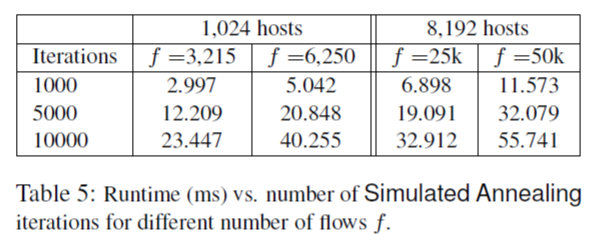 1,024 hosts 8,192 hosts
Iterations f =3,215 f =6,250 f =25k f =50k
1000 2.997 5.042 6.898 11.573
5000 12.209 20.848 19.091 32.079
10000 23.447 40.255 32.912 55.741
Table 5: Runtime (ms) vs. number of Simulated Annealing
iterations for different number of flows f.